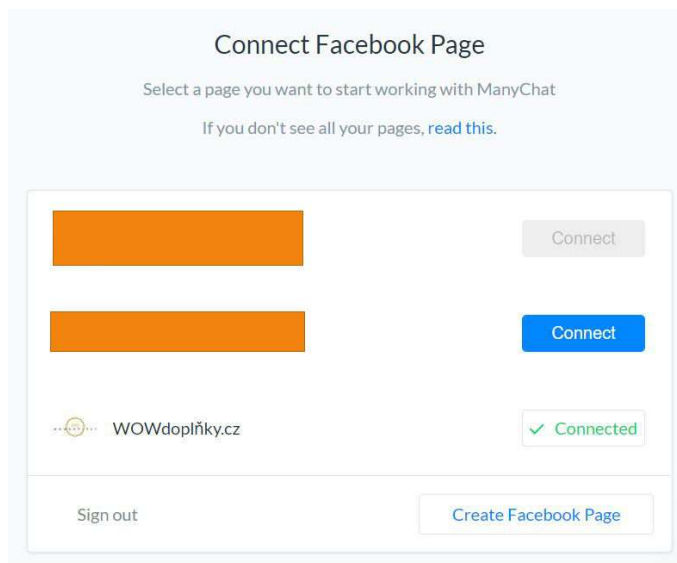 Connect Facebook Page
Select a page you want to start working with ManyChat
If you don't see all your pages, read this.
Connect
Connect
WOWdoplňky.cz
Connected
Sign out
Create Facebook Page